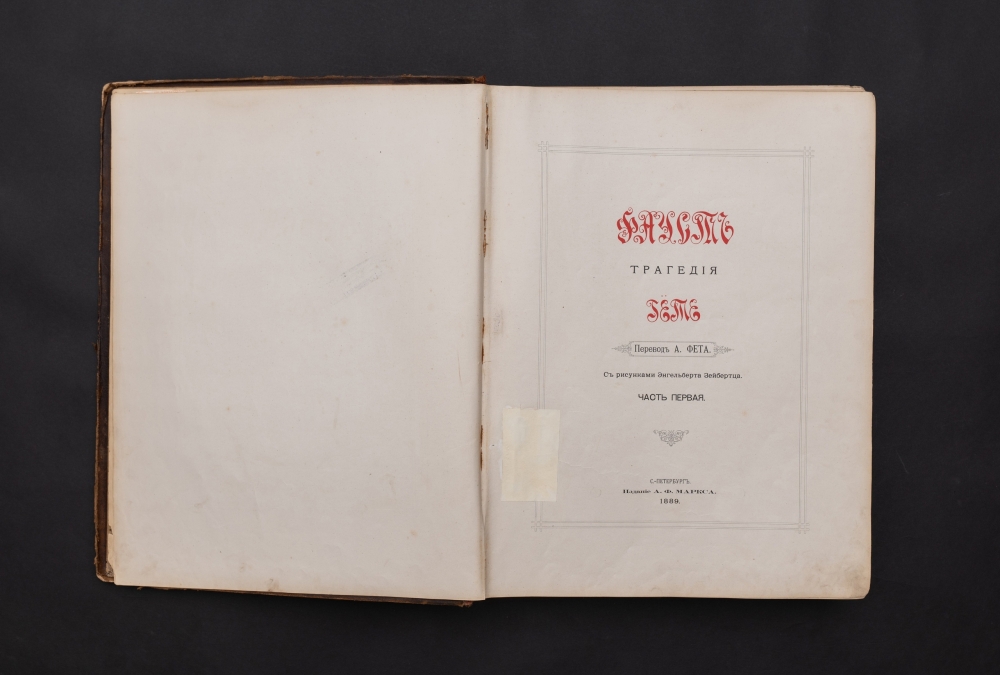 ФАУСТЪ
ТРАГЕДІЯ
ГЁТЕ
Переводъ А. ФЕТА.
Съ рисунками Энгельберта Зейбертца.
ЧАСТЬ ПЕРВАЯ.
С.-ПЕТЕРБУРГЪ.
Изданіе А. Ф. МАРКСА.
1889.